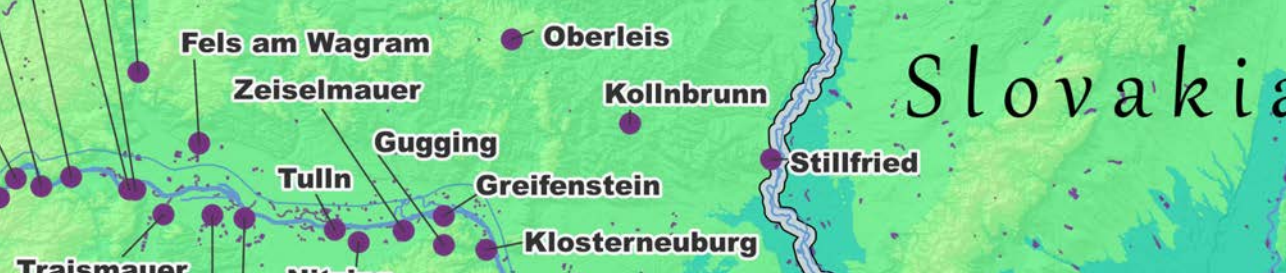 Fels am Wagram
Oberleis
Zeiselmauer
Kollnbrunn
Slovakia
Gugging
Stillfried
Tulln
Greifenstein
Klosterneuburg
Traismauer